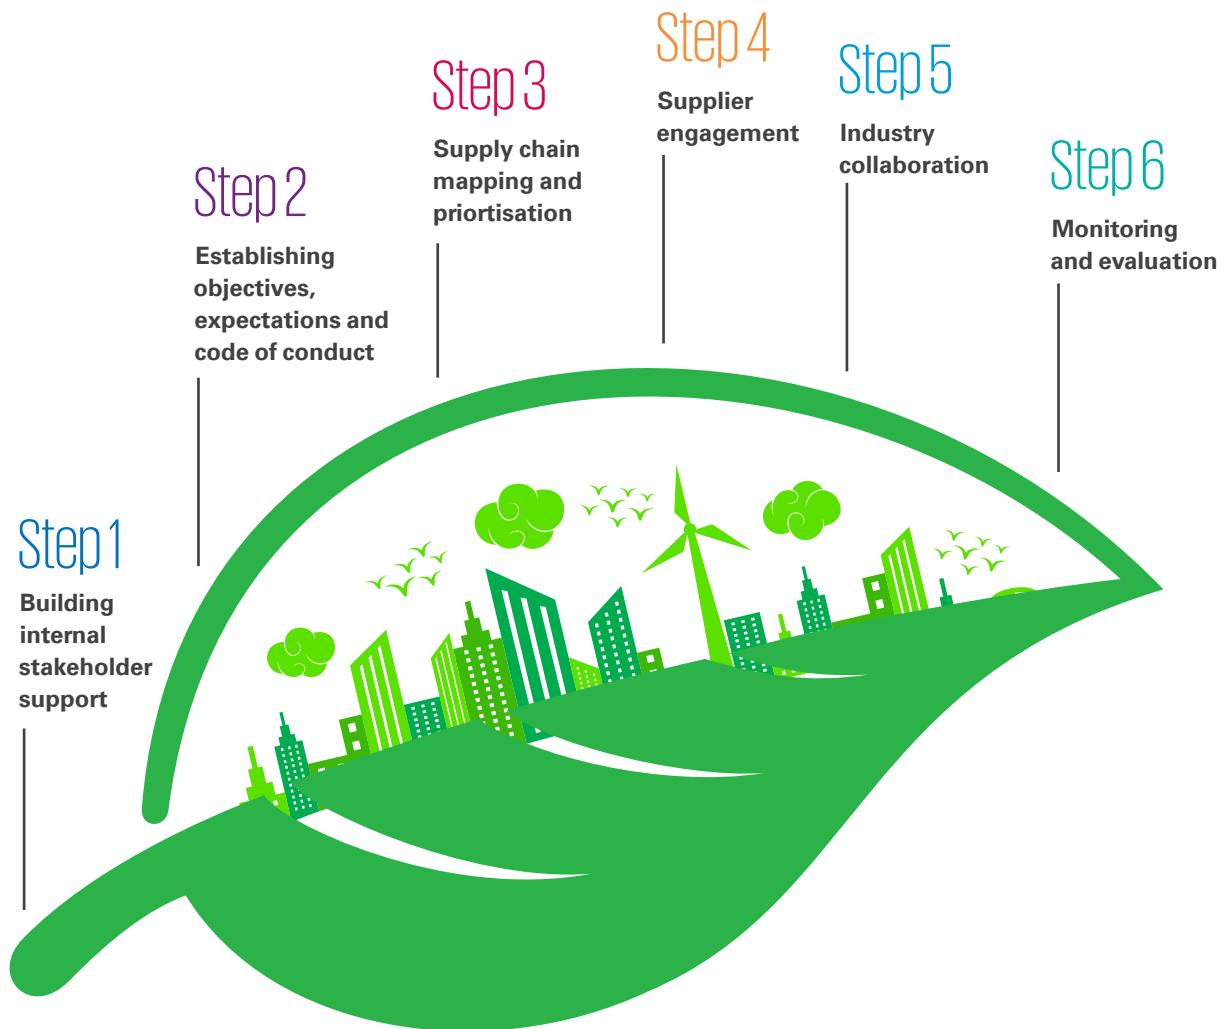 Step 1
Building
internal
stakeholder
support
Step 2
Establishing
objectives,
expectations and
code of conduct
Step 3
Supply chain
mapping and
priortisation
Step 4
Supplier
engagement
Step 5
Industry
collaboration
Step 6
Monitoring
and evaluation